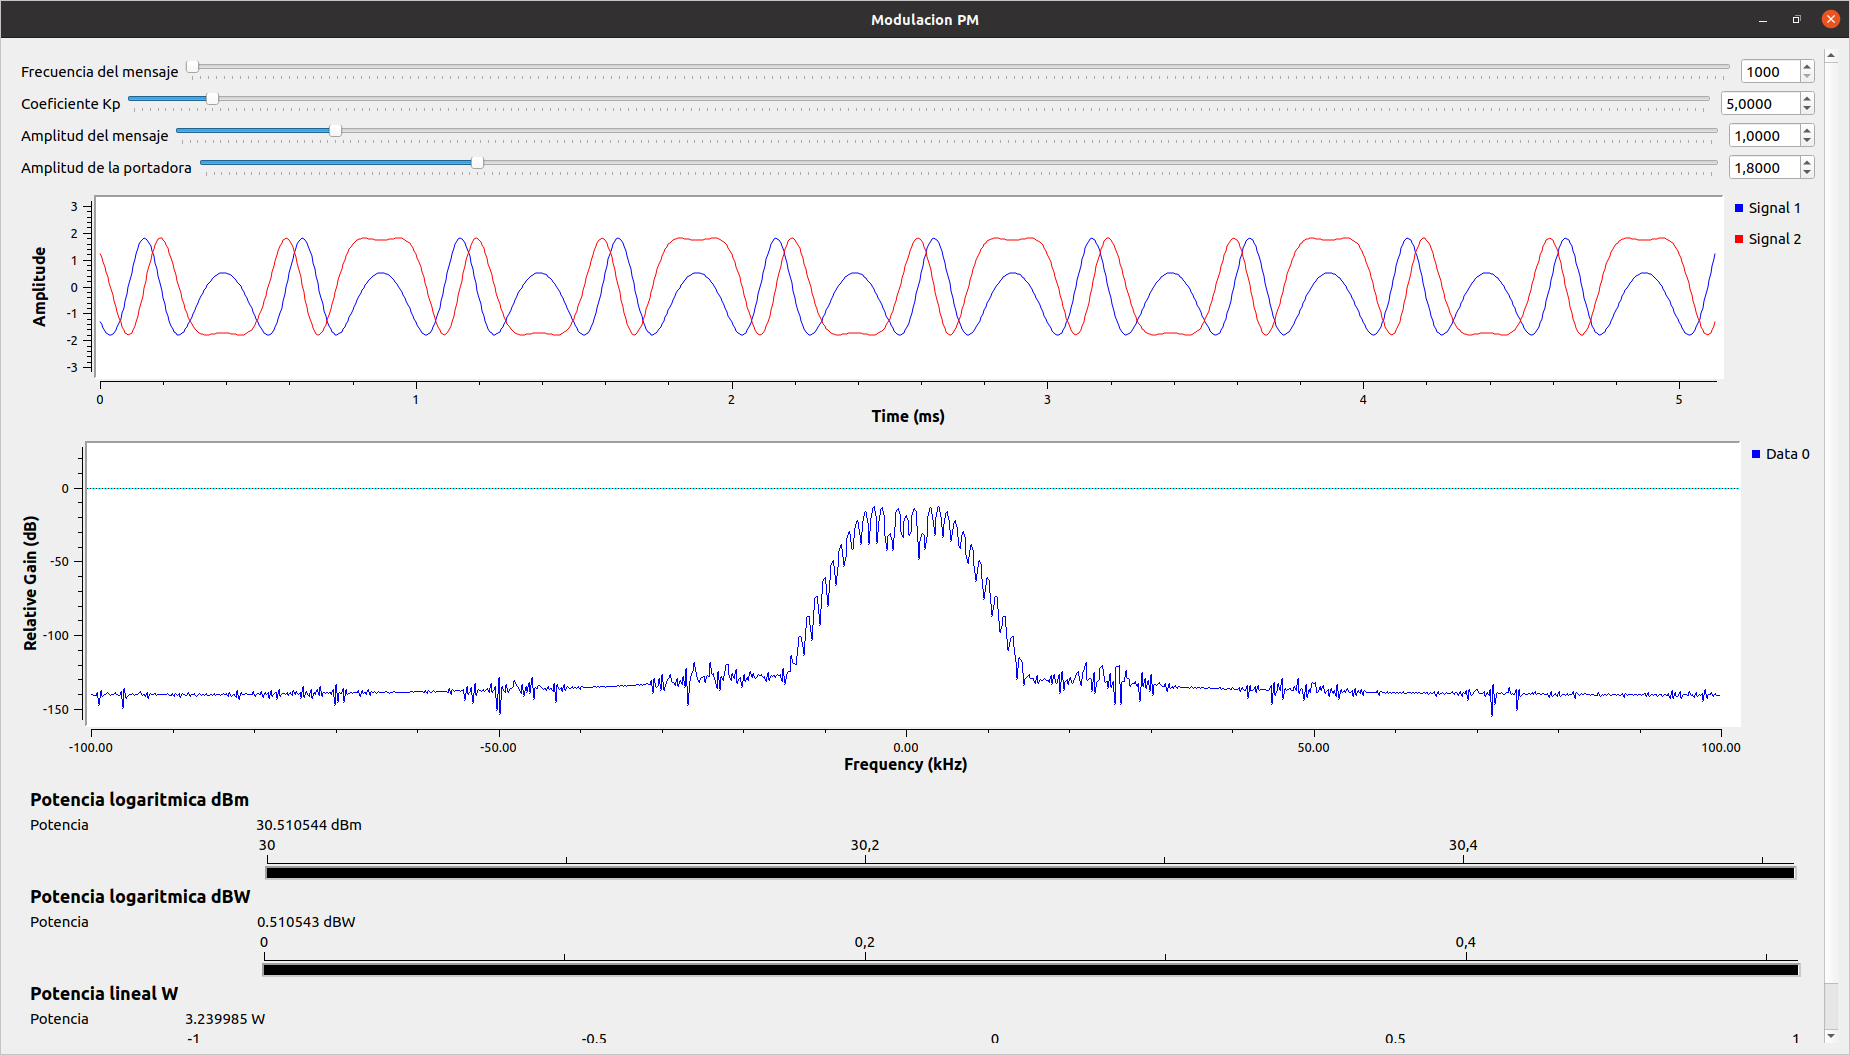 Modulacion PM
Frecuencia del mensaje 1000
Coeficiente Kp 5,0000
Amplitud del mensaje 1,0000
Amplitud de la portadora 1,8000
Amplitude
3
2
1
0
-1
-2
-3
Signal 1
Signal 2
0 1 2 3 4 5
Time (ms)
Relative Gain (dB)
0
-50
-100
-150
Data 0
-100.00 -50.00 0.00 50.00 100.00
Frequency (kHz)
Potencia logaritmica dBm
Potencia 30.510544 dBm
30 30,2 30,4
Potencia logaritmica dBW
Potencia 0.510543 dBW
0 0,2 0,4
Potencia lineal W
Potencia 3.239985 W
-1 -0.5 0 0.5 1